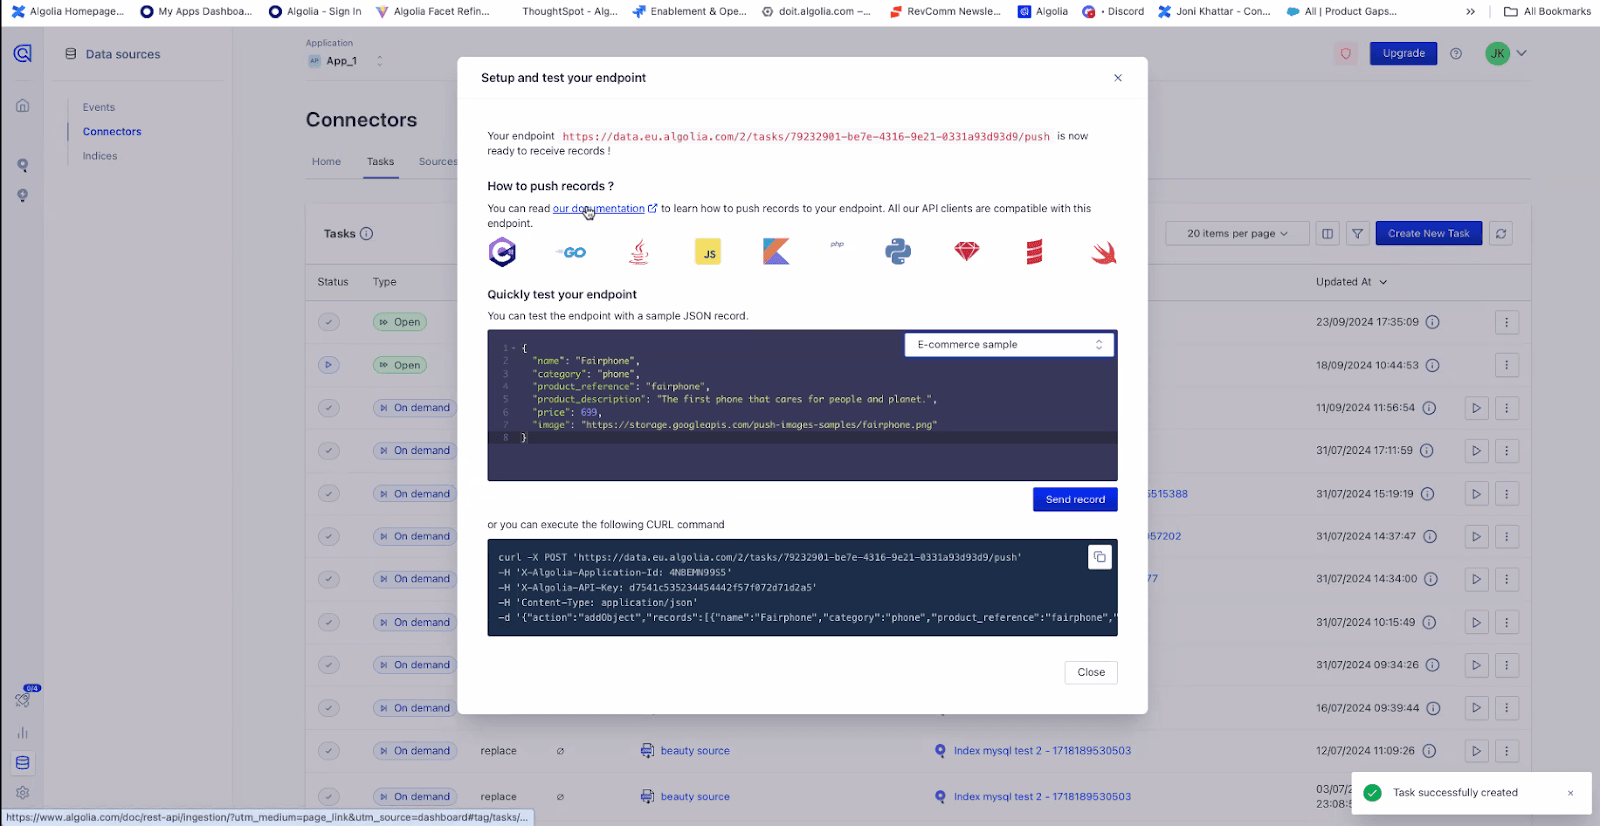 Algolia Homepage...
My Apps Dashboa...
Algolia - Sign In
Algolia Facet Refin...
ThoughtSpot - Alg...
Enablement & Ope...
doit.algolia.com –...
RevComm Newsle...
Algolia
• Discord
Joni Khattar - Con...
All | Product Gaps...
»
All Bookmarks
Data sources
Events
Connectors
Indices
Application
AP App_1
Upgrade
JK
Connectors
Home
Tasks
Sources
Tasks
20 items per page
Create New Task
Status
Type
Updated At
Open
23/09/2024 17:35:09
Open
18/09/2024 10:44:53
On demand
11/09/2024 11:56:54
On demand
31/07/2024 17:11:59
On demand
5515388
31/07/2024 15:19:19
On demand
057202
31/07/2024 14:37:47
On demand
77
31/07/2024 14:34:00
On demand
31/07/2024 10:15:49
On demand
31/07/2024 09:34:26
On demand
16/07/2024 09:39:44
On demand
replace
∅
beauty source
Index mysql test 2 - 1718189530503
12/07/2024 11:09:26
On demand
replace
∅
beauty source
Index mysql test 2 - 1718189530503
03/07/
23:08:5
0/4
Setup and test your endpoint
Your endpoint https://data.eu.algolia.com/2/tasks/79232901-be7e-4316-9e21-0331a93d93d9/push is now
ready to receive records !
How to push records ?
You can read our documentation to learn how to push records to your endpoint. All our API clients are compatible with this
endpoint.
C
GO
JS
php
Quickly test your endpoint
You can test the endpoint with a sample JSON record.
E-commerce sample
1 {
2 "name": "Fairphone",
3 "category": "phone",
4 "product_reference": "fairphone",
5 "product_description": "The first phone that cares for people and planet.",
6 "price": 699,
7 "image": "https://storage.googleapis.com/push-images-samples/fairphone.png"
8 }
Send record
or you can execute the following CURL command
curl -X POST 'https://data.eu.algolia.com/2/tasks/79232901-be7e-4316-9e21-0331a93d93d9/push'
-H 'X-Algolia-Application-Id: 4NBEMN99S5'
-H 'X-Algolia-API-Key: d7541c535234454442f57f072d71d2a5'
-H 'Content-Type: application/json'
-d '{"action":"addObject","records":[{"name":"Fairphone","category":"phone","product_reference":"fairphone","
Close
Task successfully created
https://www.algolia.com/doc/rest-api/ingestion/?utm_medium=page_link&utm_source=dashboard#tag/tasks/...